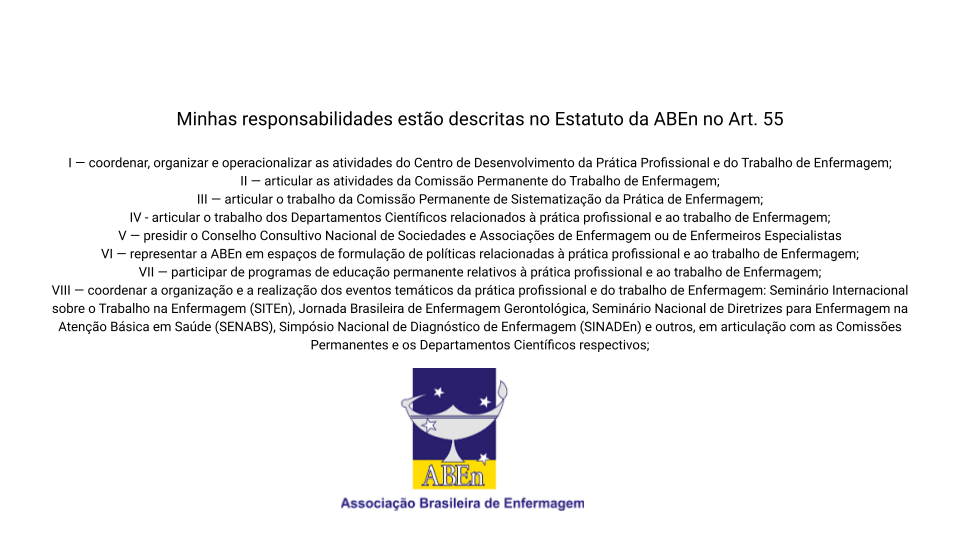 Minhas responsabilidades estão descritas no Estatuto da ABEn no Art. 55
I — coordenar, organizar e operacionalizar as atividades do Centro de Desenvolvimento da Prática Profissional e do Trabalho de Enfermagem;
II — articular as atividades da Comissão Permanente do Trabalho de Enfermagem;
III — articular o trabalho da Comissão Permanente de Sistematização da Prática de Enfermagem;
IV - articular o trabalho dos Departamentos Científicos relacionados à prática profissional e ao trabalho de Enfermagem;
V — presidir o Conselho Consultivo Nacional de Sociedades e Associações de Enfermagem ou de Enfermeiros Especialistas
VI — representar a ABEn em espaços de formulação de políticas relacionadas à prática profissional e ao trabalho de Enfermagem;
VII — participar de programas de educação permanente relativos à prática profissional e ao trabalho de Enfermagem;
VIII — coordenar a organização e a realização dos eventos temáticos da prática profissional e do trabalho de Enfermagem: Seminário Internacional
sobre o Trabalho na Enfermagem (SITEn), Jornada Brasileira de Enfermagem Gerontológica, Seminário Nacional de Diretrizes para Enfermagem na
Atenção Básica em Saúde (SENABS), Simpósio Nacional de Diagnóstico de Enfermagem (SINADEn) e outros, em articulação com as Comissões
Permanentes e os Departamentos Científicos respectivos;
ABEn
Associação Brasileira de Enfermagem